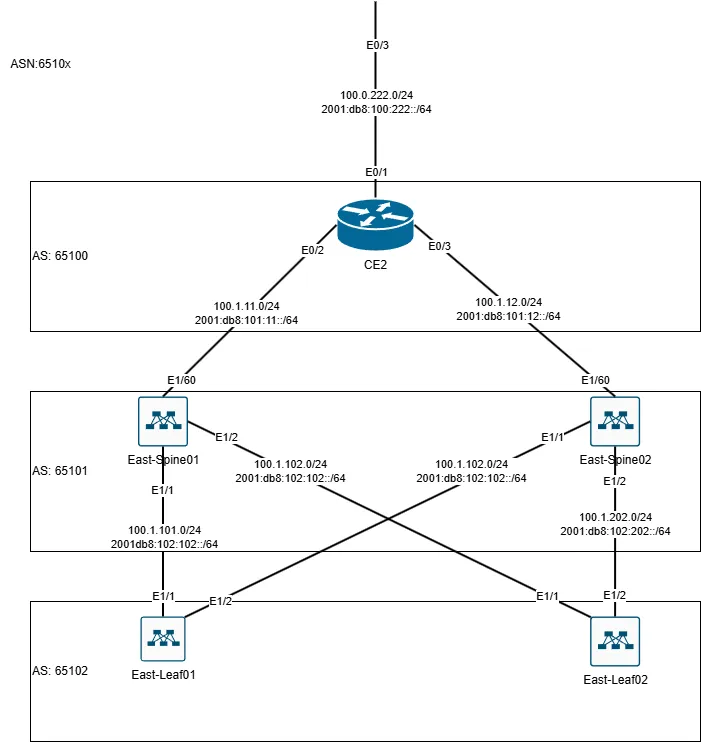 E0/3
ASN:6510x
100.0.222.0/24
2001:db8:100:222::/64
E0/1
E0/2
E0/3
AS: 65100
CE2
100.1.11.0/24
2001:db8:101:11::/64
100.1.12.0/24
2001:db8:101:12::/64
E1/60
E1/60
E1/2
E1/1
East-Spine01
East-Spine02
AS: 65101
100.1.102.0/24
2001:db8:102:102::/64
100.1.102.0/24
2001:db8:102:102::/64
E1/1
E1/2
100.1.101.0/24
2001db8:102:102::/64
100.1.202.0/24
2001:db8:102:202::/64
E1/1
E1/2
E1/1
E1/2
AS: 65102
East-Leaf01
East-Leaf02